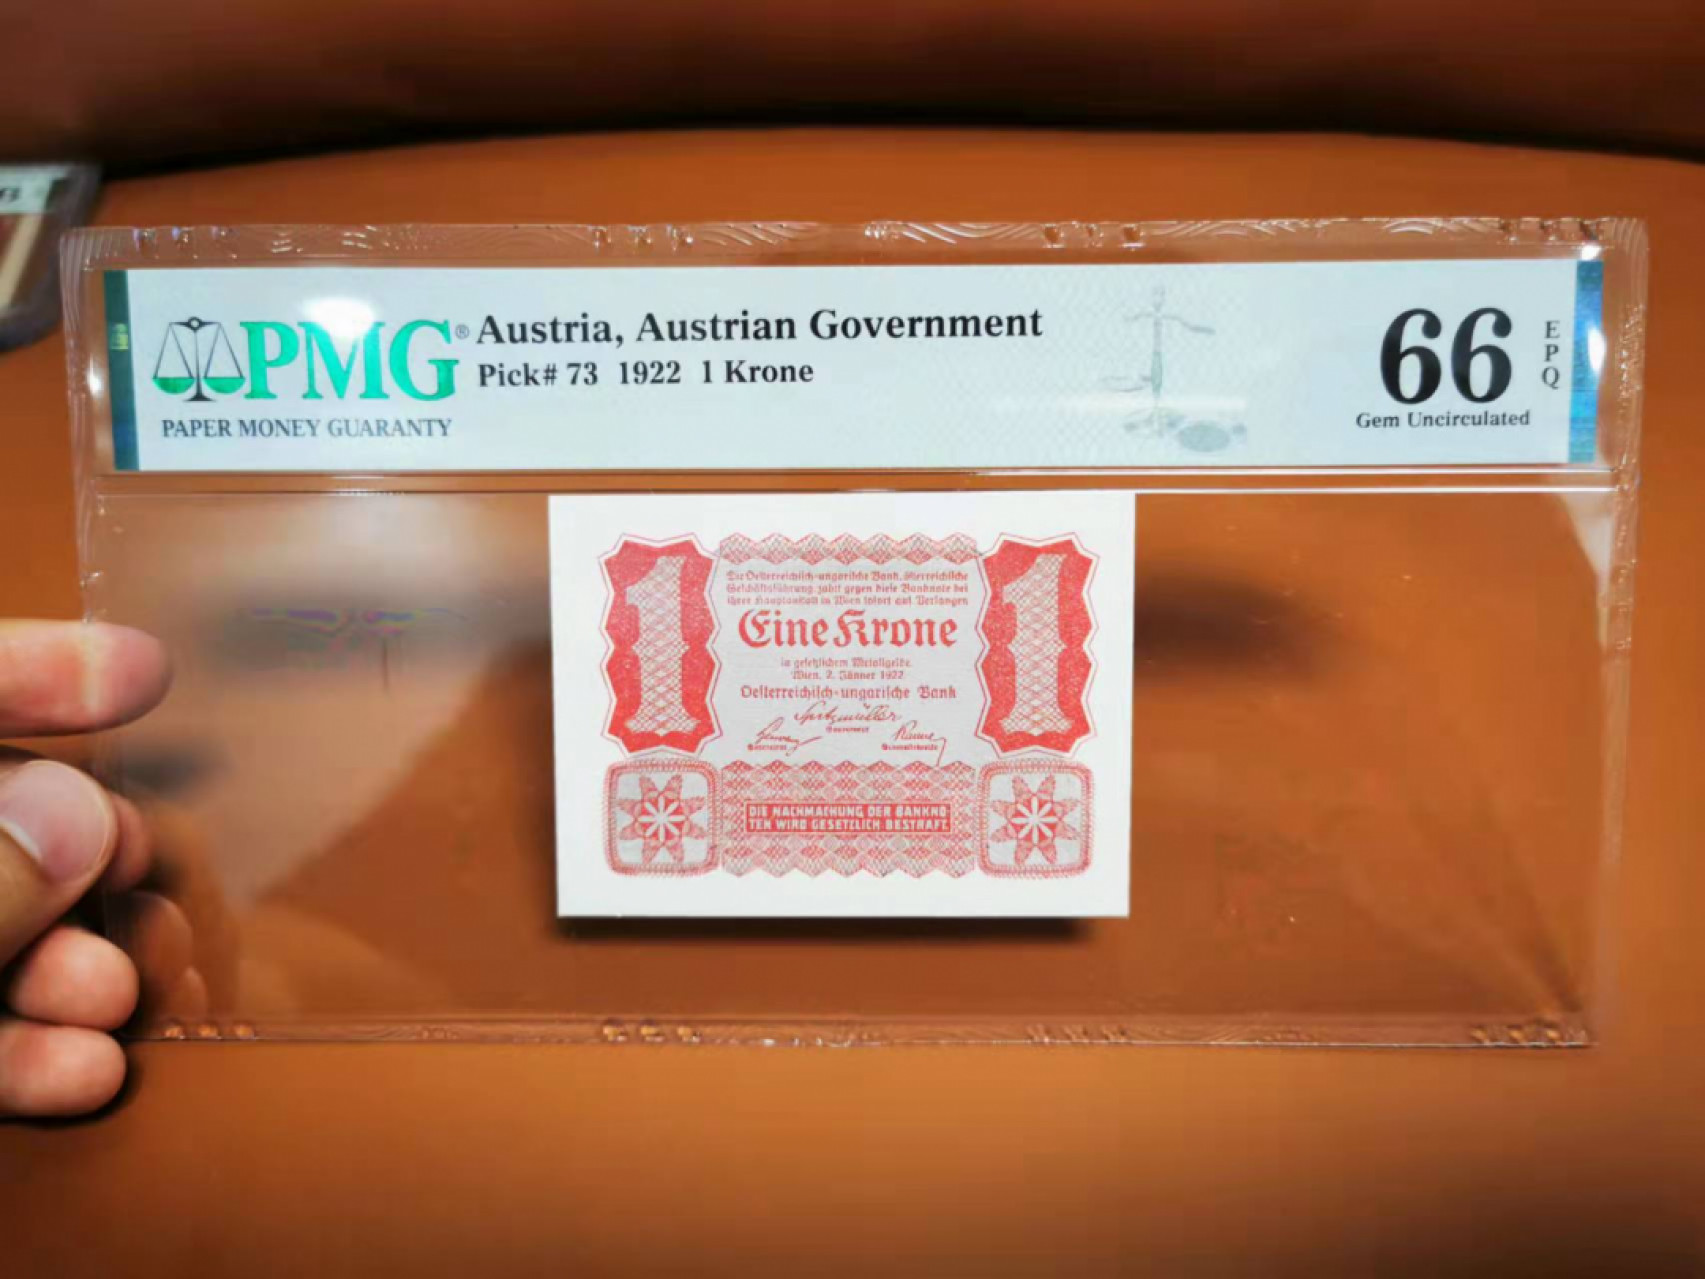 PMG® Austria, Austrian Government
Pick# 73 1922 1 Krone
PAPER MONEY GUARANTY
66 EPQ
Gem Uncirculated
1
1
Die Oesterreichisch-ungarische Bank, österreichische
Geschäftsführung, zahlt gegen diese Banknote bei
ihrer Hauptanstalt in Wien sofort auf Verlangen
Eine Krone
in gesetzlichem Metallgelde.
Wien, 2. Jänner 1922
Oesterreichisch-ungarische Bank
Spitzmüller
DIE NACHMACHUNG DER BANKNO
TEN WIRD GESETZLICH BESTRAFT.